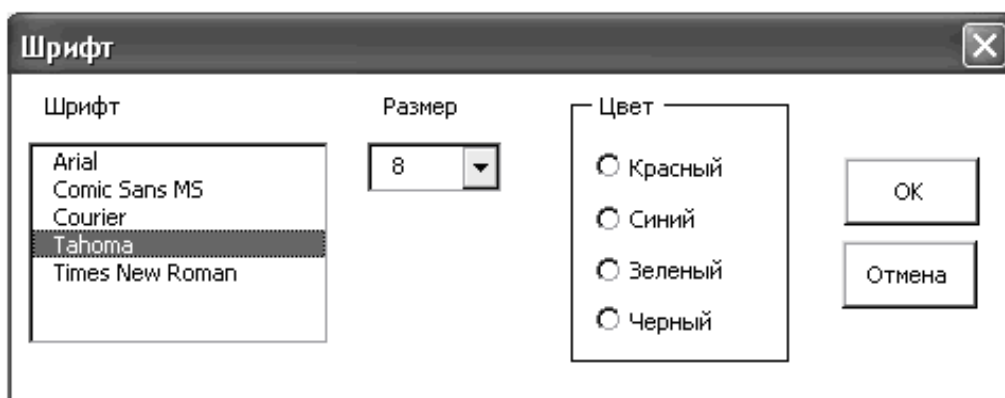 Шрифт
Шрифт
Размер
Цвет
Arial
Comic Sans MS
Courier
Tahoma
Times New Roman
8
Красный
Синий
Зеленый
Черный
OK
Отмена